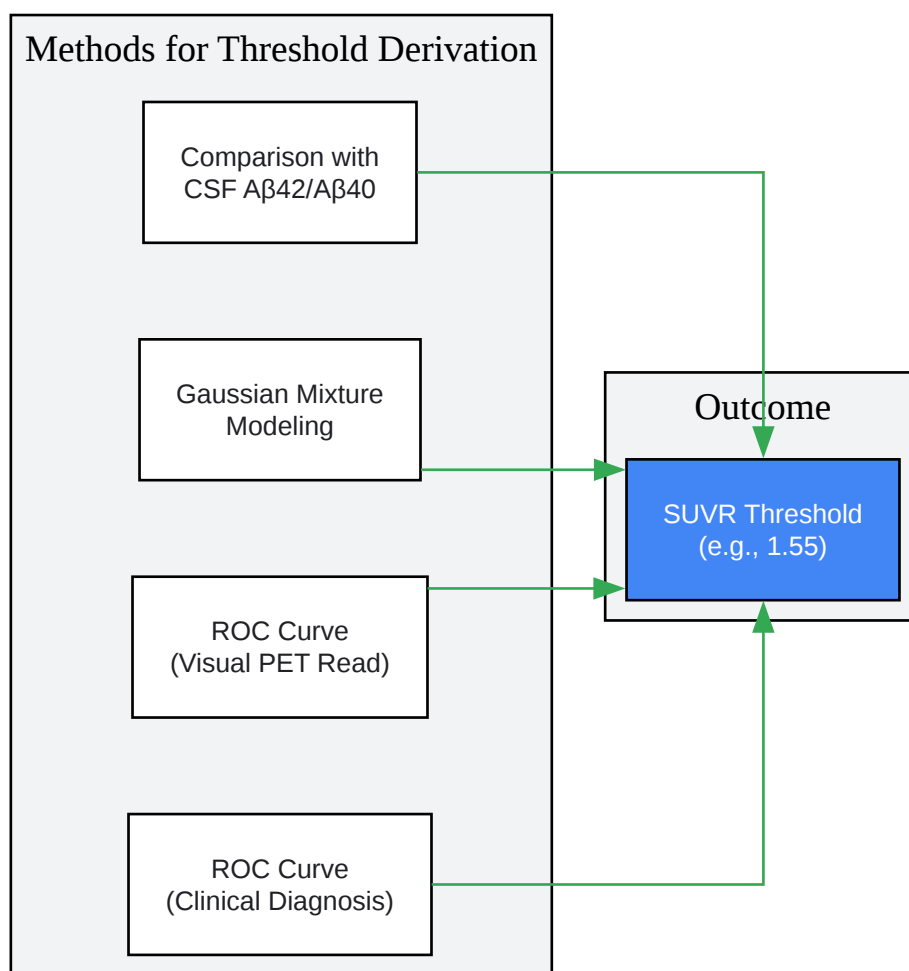 Methods for Threshold Derivation
Comparison with
CSF Aβ42/Aβ40
Gaussian Mixture
Modeling
ROC Curve
(Visual PET Read)
ROC Curve
(Clinical Diagnosis)
Outcome
SUVR Threshold
(e.g., 1.55)